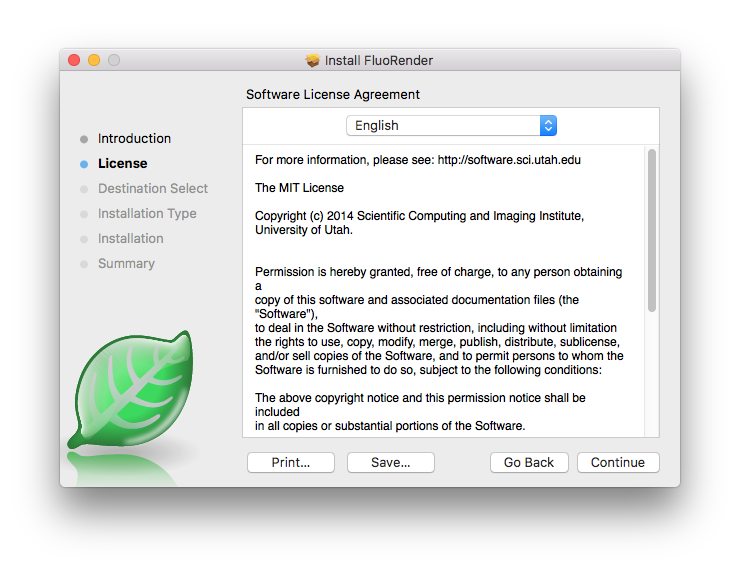 Install FluoRender
Software License Agreement
English
Introduction
License
Destination Select
Installation Type
Installation
Summary
For more information, please see: http://software.sci.utah.edu
The MIT License
Copyright (c) 2014 Scientific Computing and Imaging Institute,
University of Utah.
Permission is hereby granted, free of charge, to any person obtaining
a
copy of this software and associated documentation files (the
"Software"),
to deal in the Software without restriction, including without limitation
the rights to use, copy, modify, merge, publish, distribute, sublicense,
and/or sell copies of the Software, and to permit persons to whom the
Software is furnished to do so, subject to the following conditions:
The above copyright notice and this permission notice shall be
included
in all copies or substantial portions of the Software.
Print...
Save...
Go Back
Continue